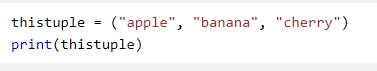 thistuple = ("apple", "banana", "cherry")
print(thistuple)